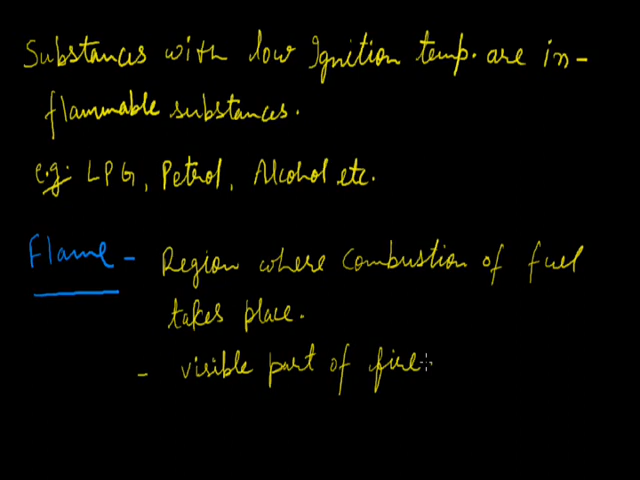 Substances with low Ignition temp. are in-
flammable substances.
e.g: LPG, Petrol, Alcohol etc.
Flame - Region where Combustion of fuel
takes place.
- visible part of fire